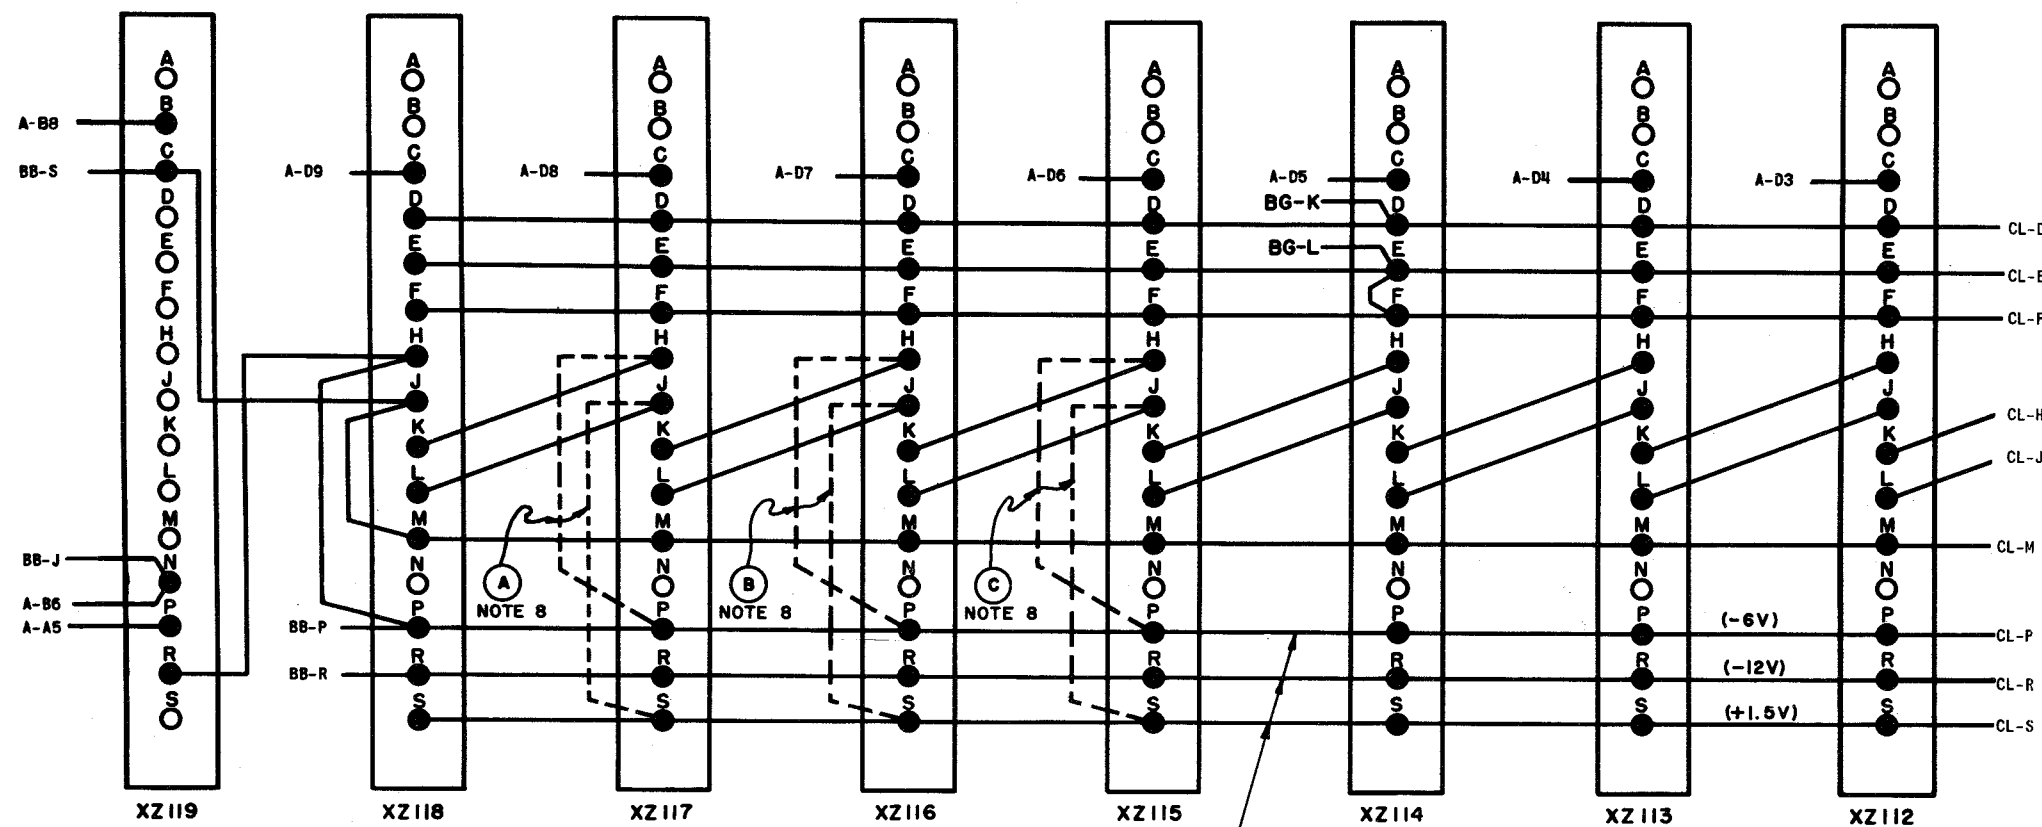 A A A A A A A A
B B B B B B B B
A-B8
C C C C C C C C
BB-S A-D9 A-D8 A-D7 A-D6 A-D5 A-D4 A-D3
D D D D D D D D
BG-K
CL-D
E E E E E E E E
BG-L
CL-E
F F F F F F F F
CL-F
H H H H H H H H
J J J J J J J J
CL-H
K K K K K K K K
CL-J
L L L L L L L L
M M M M M M M M
CL-M
BB-J
N N N N N N N N
A B C
A-B6
NOTE 8 NOTE 8 NOTE 8
P P P P P P P P
A-A5 BB-P (-6V) CL-P
R R R R R R R R
BB-R (-12V) CL-R
S S S S S S S S
(+1.5V) CL-S
XZ119 XZ118 XZ117 XZ116 XZ115 XZ114 XZ113 XZ112